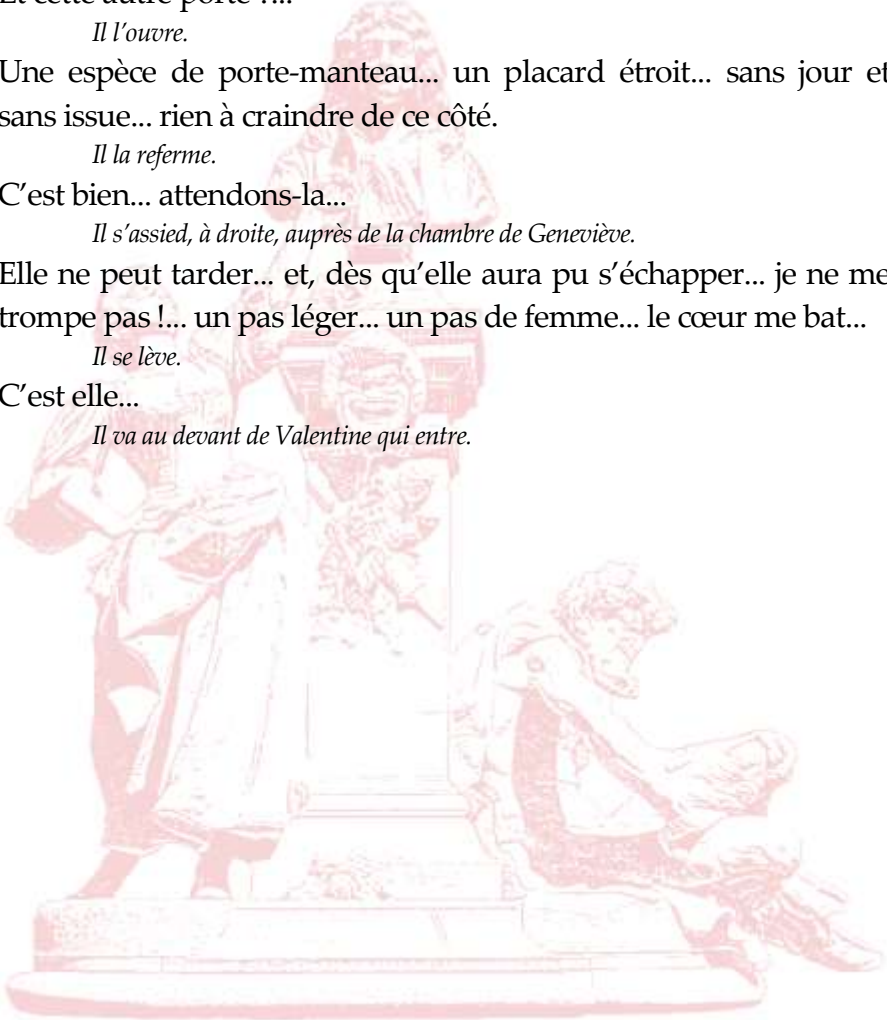 Et cette autre porte ?...
Il l’ouvre.
Une espèce de porte-manteau... un placard étroit... sans jour et
sans issue... rien à craindre de ce côté.
Il la referme.
C’est bien... attendons-la...
Il s’assied, à droite, auprès de la chambre de Geneviève.
Elle ne peut tarder... et, dès qu’elle aura pu s’échapper... je ne me
trompe pas !... un pas léger... un pas de femme... le cœur me bat...
Il se lève.
C’est elle...
Il va au devant de Valentine qui entre.